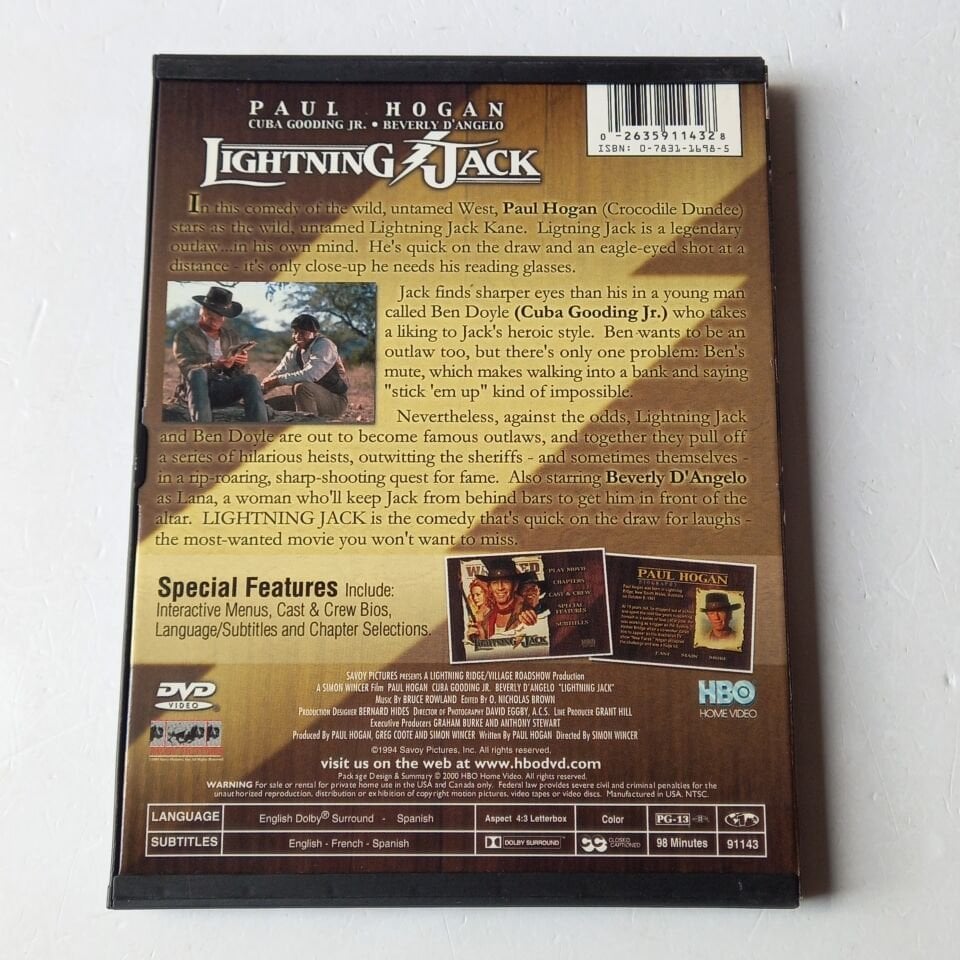 PAUL HOGAN
CUBA GOODING JR. • BEVERLY D'ANGELO
LIGHTNING JACK
0 -26359114328
ISBN: 0-7831-1698-5
In this comedy of the wild, untamed West, Paul Hogan (Crocodile Dundee)
stars as the wild, untamed Lightning Jack Kane. Ligtning Jack is a legendary
outlaw...in his own mind. He's quick on the draw and an eagle-eyed shot at a
distance - it's only close-up he needs his reading glasses.
Jack finds sharper eyes than his in a young man
called Ben Doyle (Cuba Gooding Jr.) who takes
a liking to Jack's heroic style. Ben wants to be an
outlaw too, but there's only one problem: Ben's
mute, which makes walking into a bank and saying
"stick 'em up" kind of impossible.
Nevertheless, against the odds, Lightning Jack
and Ben Doyle are out to become famous outlaws, and together they pull off
a series of hilarious heists, outwitting the sheriffs - and sometimes themselves -
in a rip-roaring, sharp-shooting quest for fame. Also starring Beverly D'Angelo
as Lana, a woman who'll keep Jack from behind bars to get him in front of the
altar. LIGHTNING JACK is the comedy that's quick on the draw for laughs -
the most-wanted movie you won't want to miss.
Special Features Include:
Interactive Menus, Cast & Crew Bios,
Language/Subtitles and Chapter Selections.
PLAY MOVIE
CHAPTERS
CAST & CREW
SPECIAL
FEATURES
SUBTITLES
LIGHTNING JACK
PAUL HOGAN
BIOGRAPHY
CAST MAIN MORE
DVD
VIDEO
HBO
HOME VIDEO
SAVOY PICTURES PRESENTS A LIGHTNING RIDGE/VILLAGE ROADSHOW Production
A SIMON WINCER Film PAUL HOGAN CUBA GOODING JR. BEVERLY D'ANGELO "LIGHTNING JACK"
Music By BRUCE ROWLAND Edited By O. NICHOLAS BROWN
Production Designer BERNARD HIDES Director of Photography DAVID EGGBY, A.C.S. Line Producer GRANT HILL
Executive Producers GRAHAM BURKE AND ANTHONY STEWART
Produced By PAUL HOGAN, GREG COOTE AND SIMON WINCER Written By PAUL HOGAN Directed By SIMON WINCER
©1994 Savoy Pictures, Inc. All rights reserved.
visit us on the web at www.hbodvd.com
Package Design & Summary © 2000 HBO Home Video. All rights reserved.
WARNING For sale or rental for private home use in the USA and Canada only. Federal law provides severe civil and criminal penalties for the
unauthorized reproduction, distribution or exhibition of copyright motion pictures, video tapes or video discs. Manufactured in USA. NTSC.
LANGUAGE English Dolby® Surround - Spanish Aspect 4:3 Letterbox Color PG-13
SUBTITLES English - French - Spanish DOLBY SURROUND CC CLOSED CAPTIONED 98 Minutes 91143